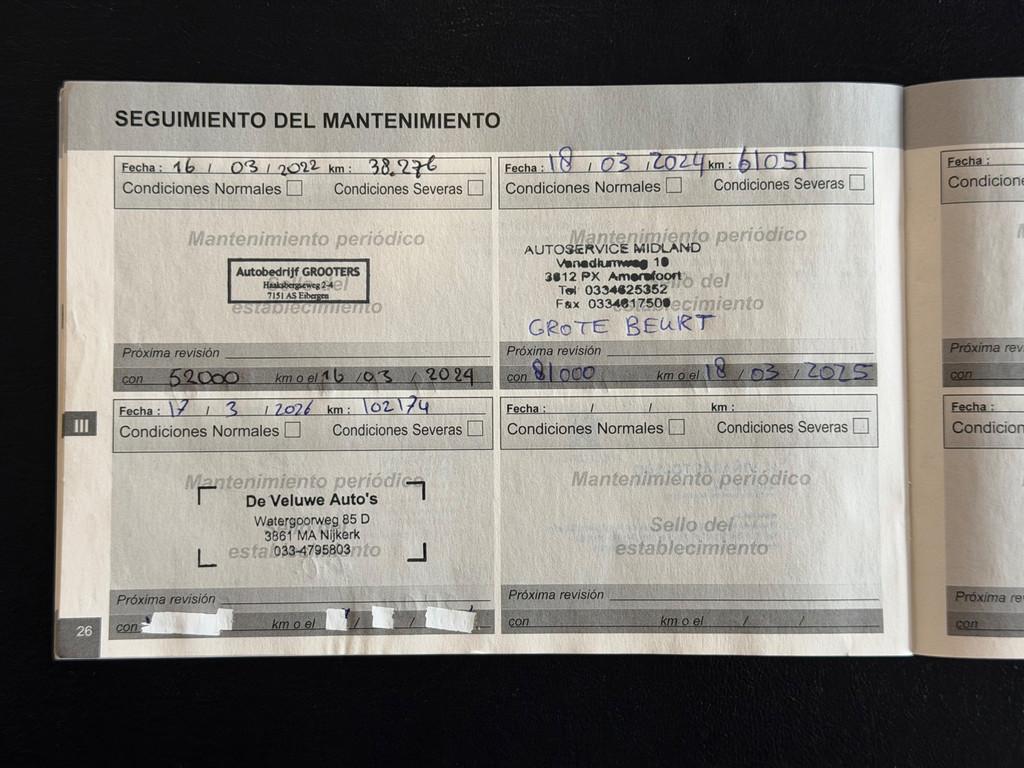 SEGUIMIENTO DEL MANTENIMIENTO
Fecha : 16 / 03 / 2022 km : 38.276
Condiciones Normales Condiciones Severas
Mantenimiento periódico
Autobedrijf GROOTERS
Haaksbergseweg 2-4
7151 AS Eibergen
establecimiento
Próxima revisión
con 52000 km o el 16 / 03 / 2024
Fecha : 18 / 03 / 2024 km : 61051
Condiciones Normales Condiciones Severas
Mantenimiento periódico
AUTOSERVICE MIDLAND
Vanadiumweg 10
3812 PX Amersfoort
Sello del
Tel 0334625352
Fax 0334617500
establecimiento
GROTE BEURT
Próxima revisión
con 81000 km o el 18 / 03 / 2025
III
Fecha : 17 / 3 / 2026 km : 102174
Condiciones Normales Condiciones Severas
Mantenimiento periódico
De Veluwe Auto's
Watergoorweg 85 D
3861 MA Nijkerk
033-4795803
establecimiento
Próxima revisión
con km o el / / 
Fecha : / / km :
Condiciones Normales Condiciones Severas
Mantenimiento periódico
Sello del
establecimiento
Próxima revisión
con km o el / /
26
Fecha :
Próxima
con
Fecha :
Próxima
con